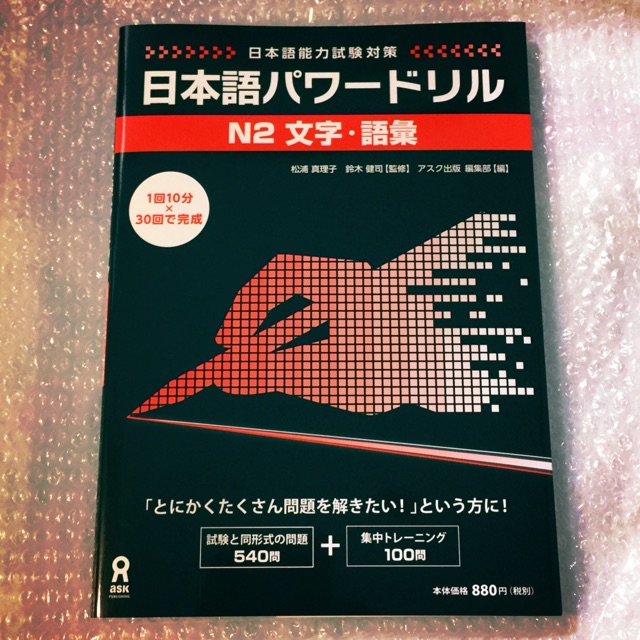 日本語能力試験対策
日本語パワードリル
N2 文字・語彙
松浦 真理子 鈴木 健司【監修】 アスク出版 編集部【編】
1回10分
×
30回で完成
「とにかくたくさん問題を解きたい!」という方に!
試験と同形式の問題
540問
+
集中トレーニング
100問
ask
PUBLISHING
本体価格 880円(税別)